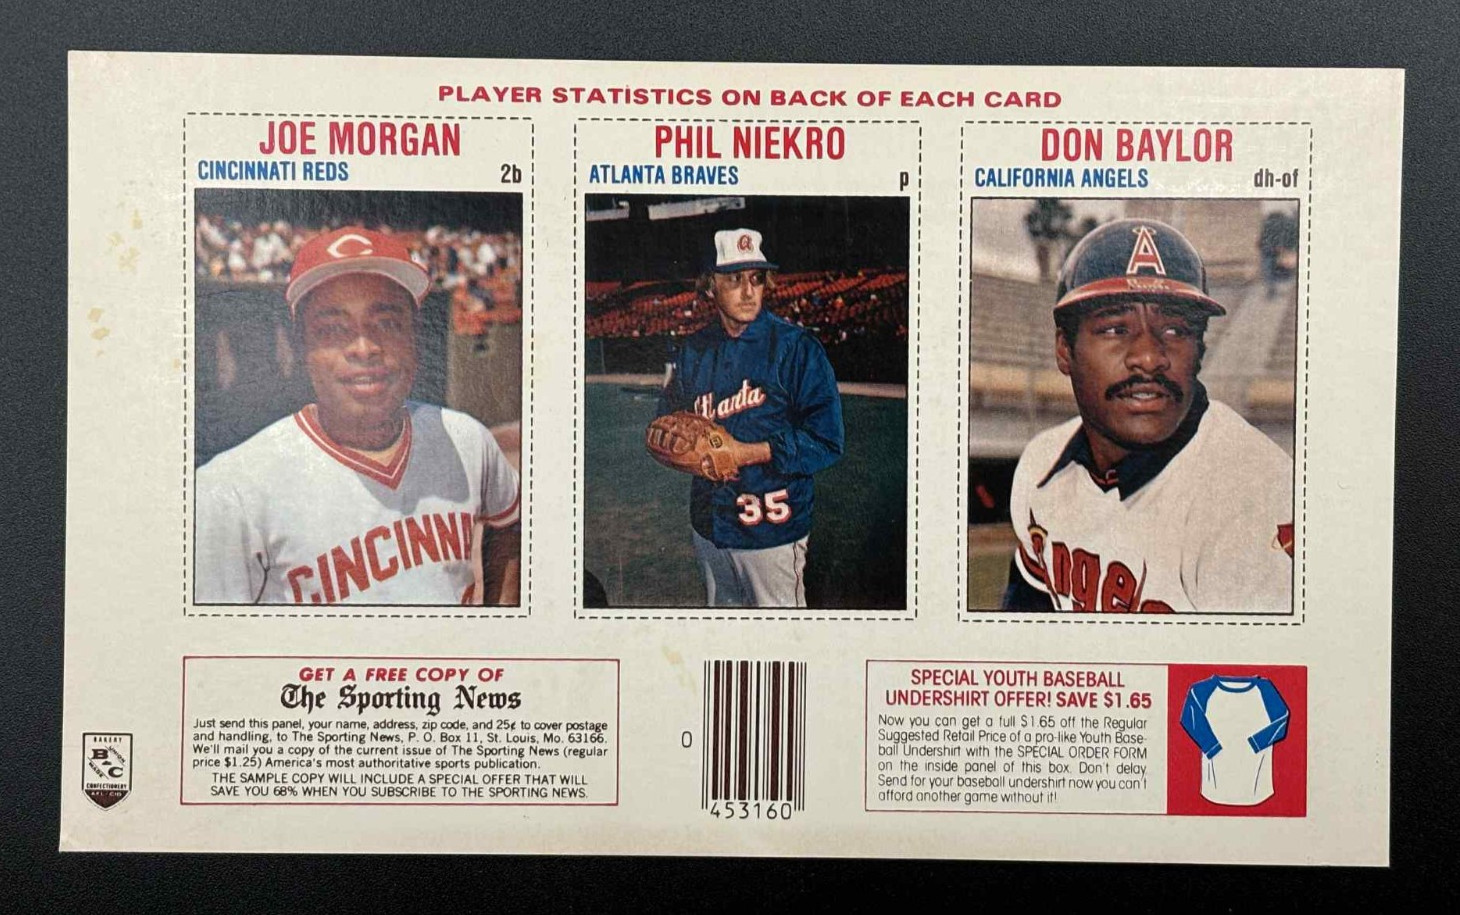 PLAYER STATISTICS ON BACK OF EACH CARD
JOE MORGAN
CINCINNATI REDS 2b
C
CINCINNA
PHIL NIEKRO
ATLANTA BRAVES p
a
tlanta
35
DON BAYLOR
CALIFORNIA ANGELS dh-of
A
Angels
GET A FREE COPY OF
The Sporting News
Just send this panel, your name, address, zip code, and 25¢ to cover postage
and handling, to The Sporting News, P. O. Box 11, St. Louis, Mo. 63166.
We'll mail you a copy of the current issue of The Sporting News (regular
price $1.25) America's most authoritative sports publication.
THE SAMPLE COPY WILL INCLUDE A SPECIAL OFFER THAT WILL
SAVE YOU 68% WHEN YOU SUBSCRIBE TO THE SPORTING NEWS.
BAKERY
B C
CONFECTIONERY
AFL/CIO
0
453160
SPECIAL YOUTH BASEBALL
UNDERSHIRT OFFER! SAVE $1.65
Now you can get a full $1.65 off the Regular
Suggested Retail Price of a pro-like Youth Base-
ball Undershirt with the SPECIAL ORDER FORM
on the inside panel of this box. Don't delay.
Send for your baseball undershirt now you can't
afford another game without it!